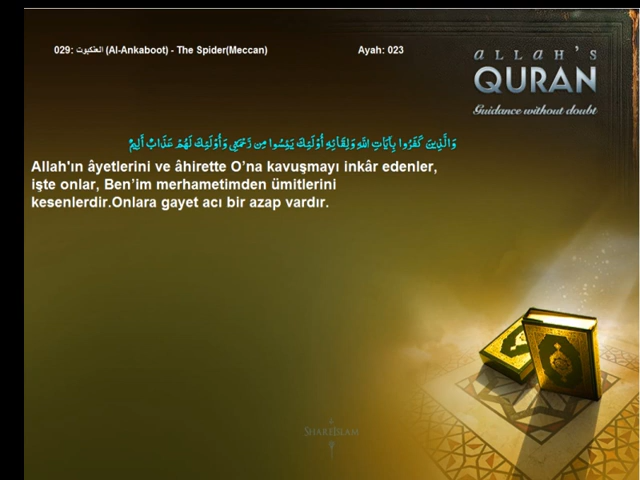 029: العنكبوت (Al-Ankaboot) - The Spider(Meccan) Ayah: 023
ALLAH'S
QURAN
Guidance without doubt
وَالَّذِينَ كَفَرُوا بِآيَاتِ اللَّهِ وَلِقَائِهِ أُولَئِكَ يَئِسُوا مِن رَّحْمَتِي وَأُولَئِكَ لَهُمْ عَذَابٌ أَلِيمٌ
Allah'ın âyetlerini ve âhirette O’na kavuşmayı inkâr edenler,
işte onlar, Ben’im merhametimden ümitlerini
kesenlerdir.Onlara gayet acı bir azap vardır.
SHAREISLAM